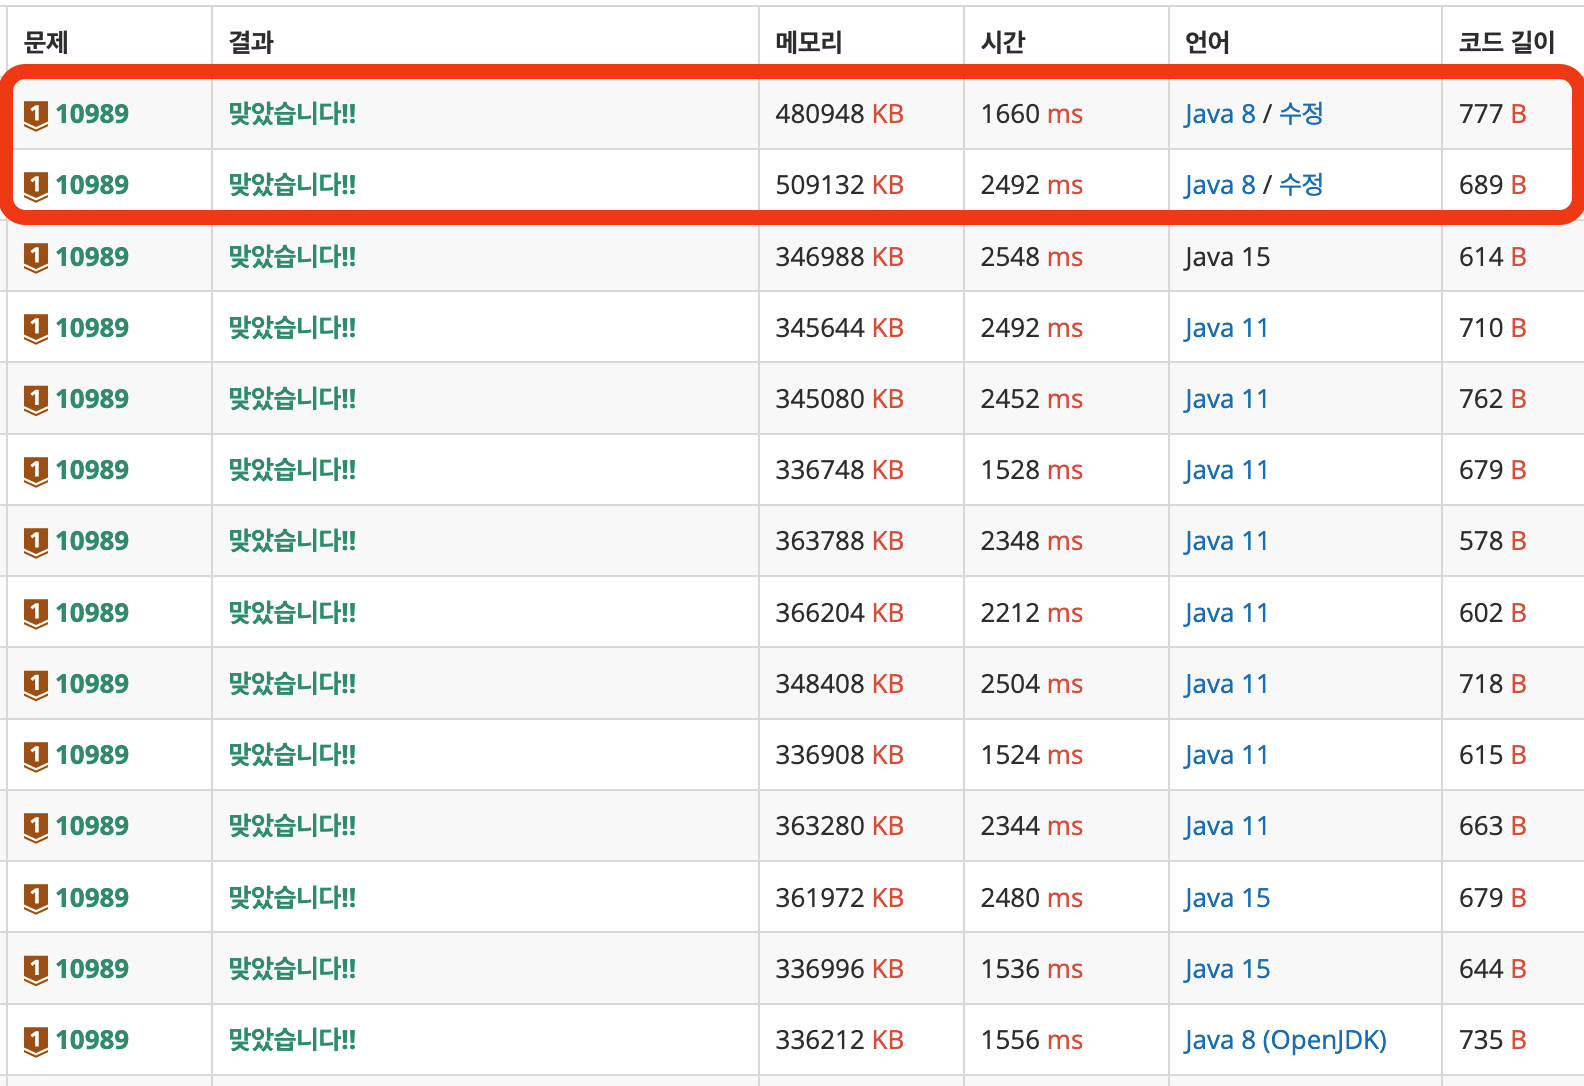 문제 결과 메모리 시간 언어 코드 길이
1 10989 맞았습니다!! 480948 KB 1660 ms Java 8 / 수정 777 B
1 10989 맞았습니다!! 509132 KB 2492 ms Java 8 / 수정 689 B
1 10989 맞았습니다!! 346988 KB 2548 ms Java 15 614 B
1 10989 맞았습니다!! 345644 KB 2492 ms Java 11 710 B
1 10989 맞았습니다!! 345080 KB 2452 ms Java 11 762 B
1 10989 맞았습니다!! 336748 KB 1528 ms Java 11 679 B
1 10989 맞았습니다!! 363788 KB 2348 ms Java 11 578 B
1 10989 맞았습니다!! 366204 KB 2212 ms Java 11 602 B
1 10989 맞았습니다!! 348408 KB 2504 ms Java 11 718 B
1 10989 맞았습니다!! 336908 KB 1524 ms Java 11 615 B
1 10989 맞았습니다!! 363280 KB 2344 ms Java 11 663 B
1 10989 맞았습니다!! 361972 KB 2480 ms Java 15 679 B
1 10989 맞았습니다!! 336996 KB 1536 ms Java 15 644 B
1 10989 맞았습니다!! 336212 KB 1556 ms Java 8 (OpenJDK) 735 B